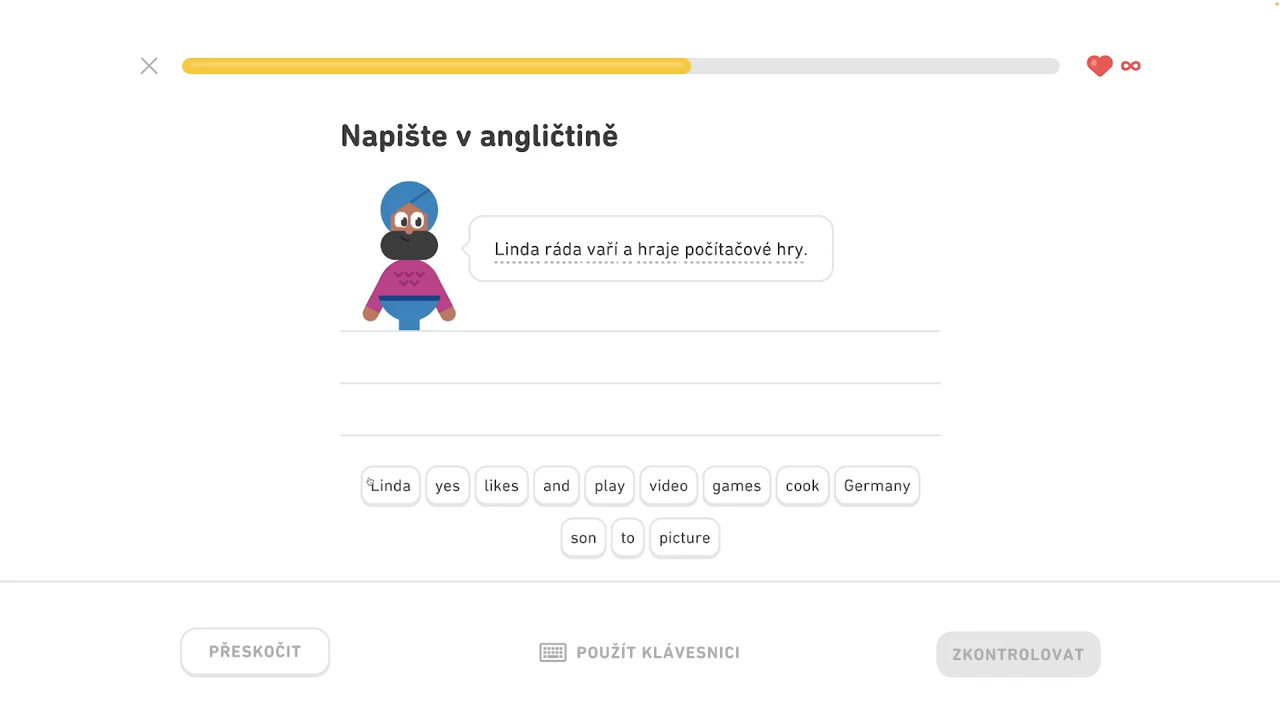 Napište v angličtině
Linda ráda vaří a hraje počítačové hry.
Linda yes likes and play video games cook Germany
son to picture
PŘESKOČIT
POUŽÍT KLÁVESNICI
ZKONTROLOVAT